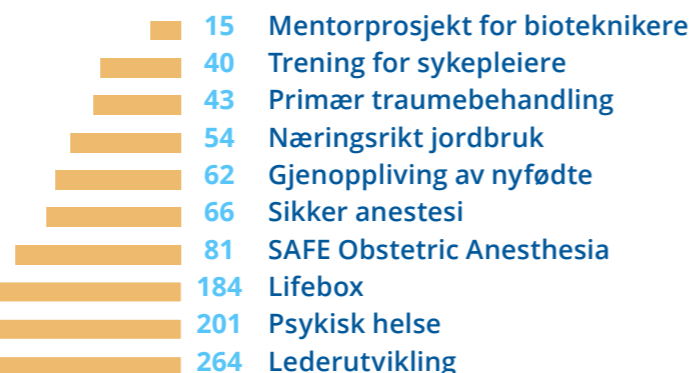 15 Mentorprosjekt for bioteknikere
40 Trening for sykepleiere
43 Primær traumebehandling
54 Næringsrikt jordbruk
62 Gjenoppliving av nyfødte
66 Sikker anestesi
81 SAFE Obstetric Anesthesia
184 Lifebox
201 Psykisk helse
264 Lederutvikling